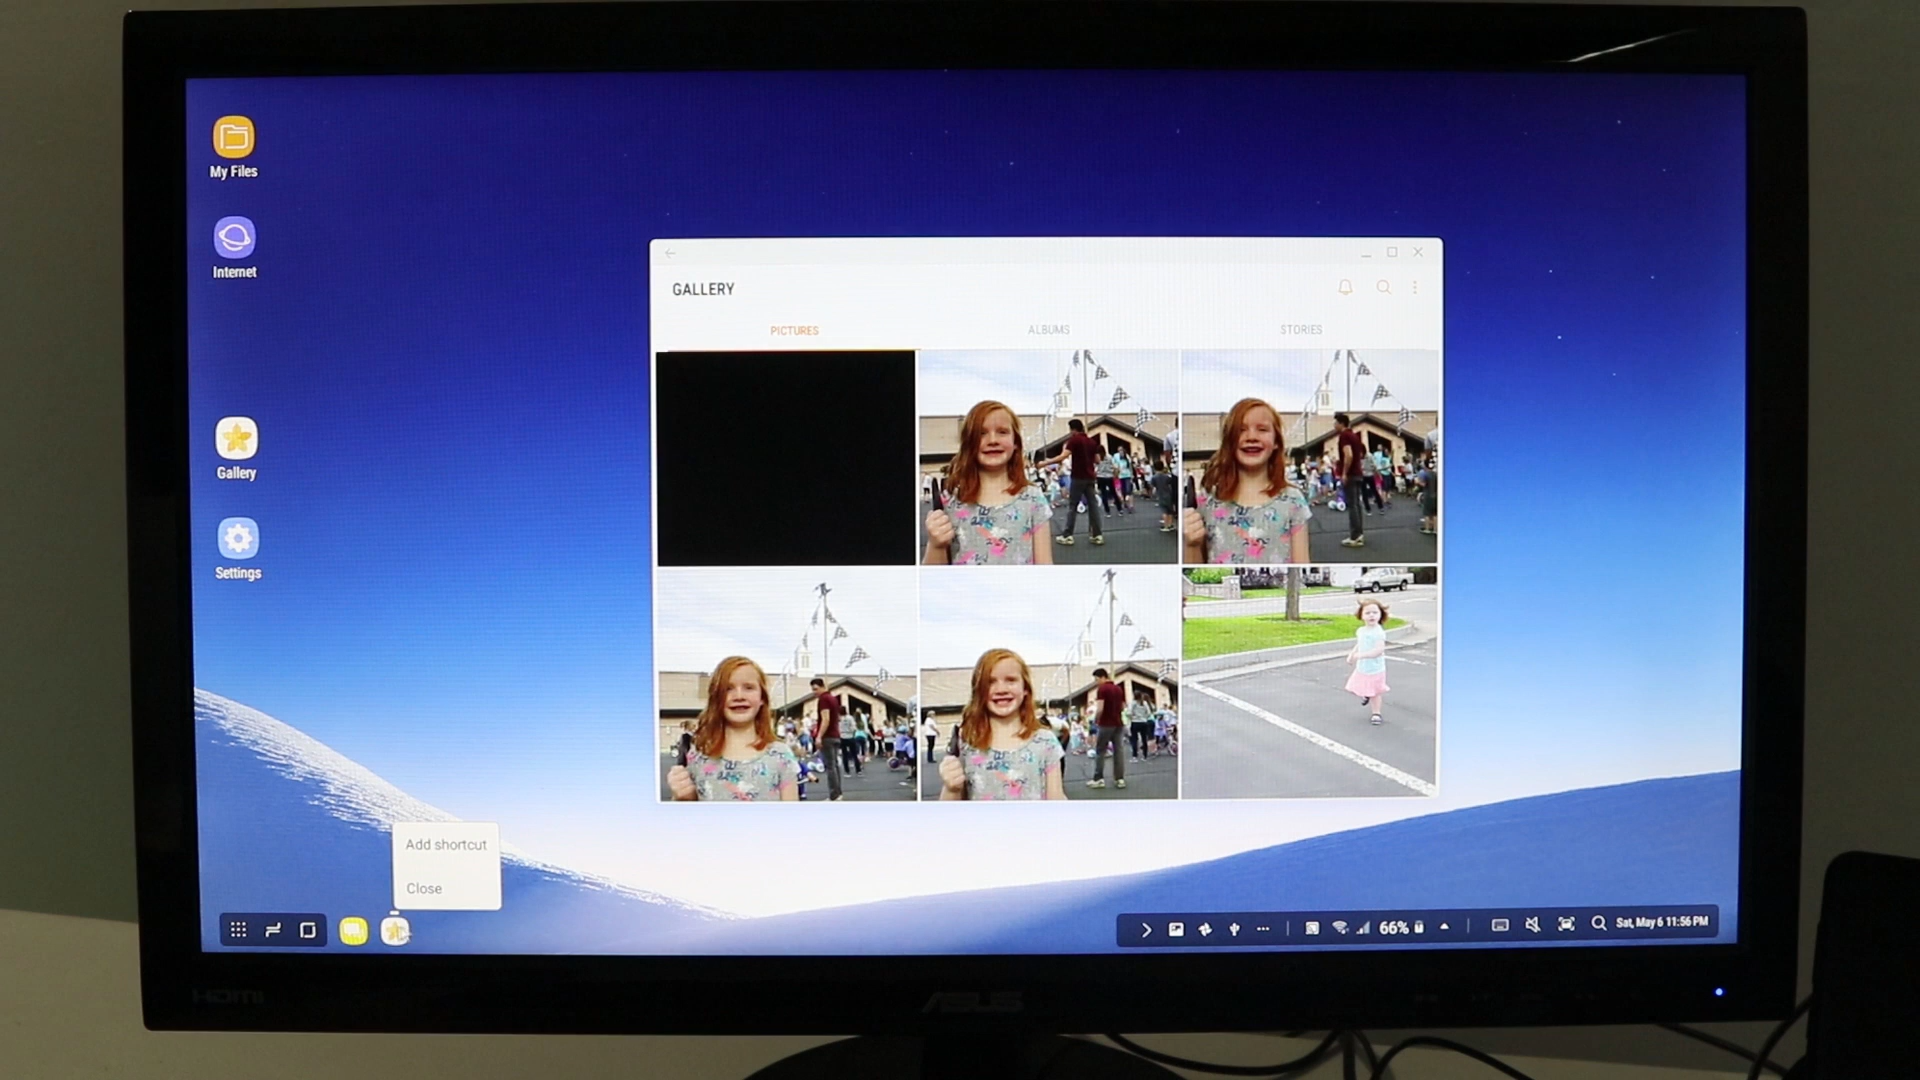 My Files
Internet
Gallery
Settings
GALLERY
PICTURES
ALBUMS
STORIES
Add shortcut
Close
66%
Sat, May 6 11:56 PM
HDMI
ASUS